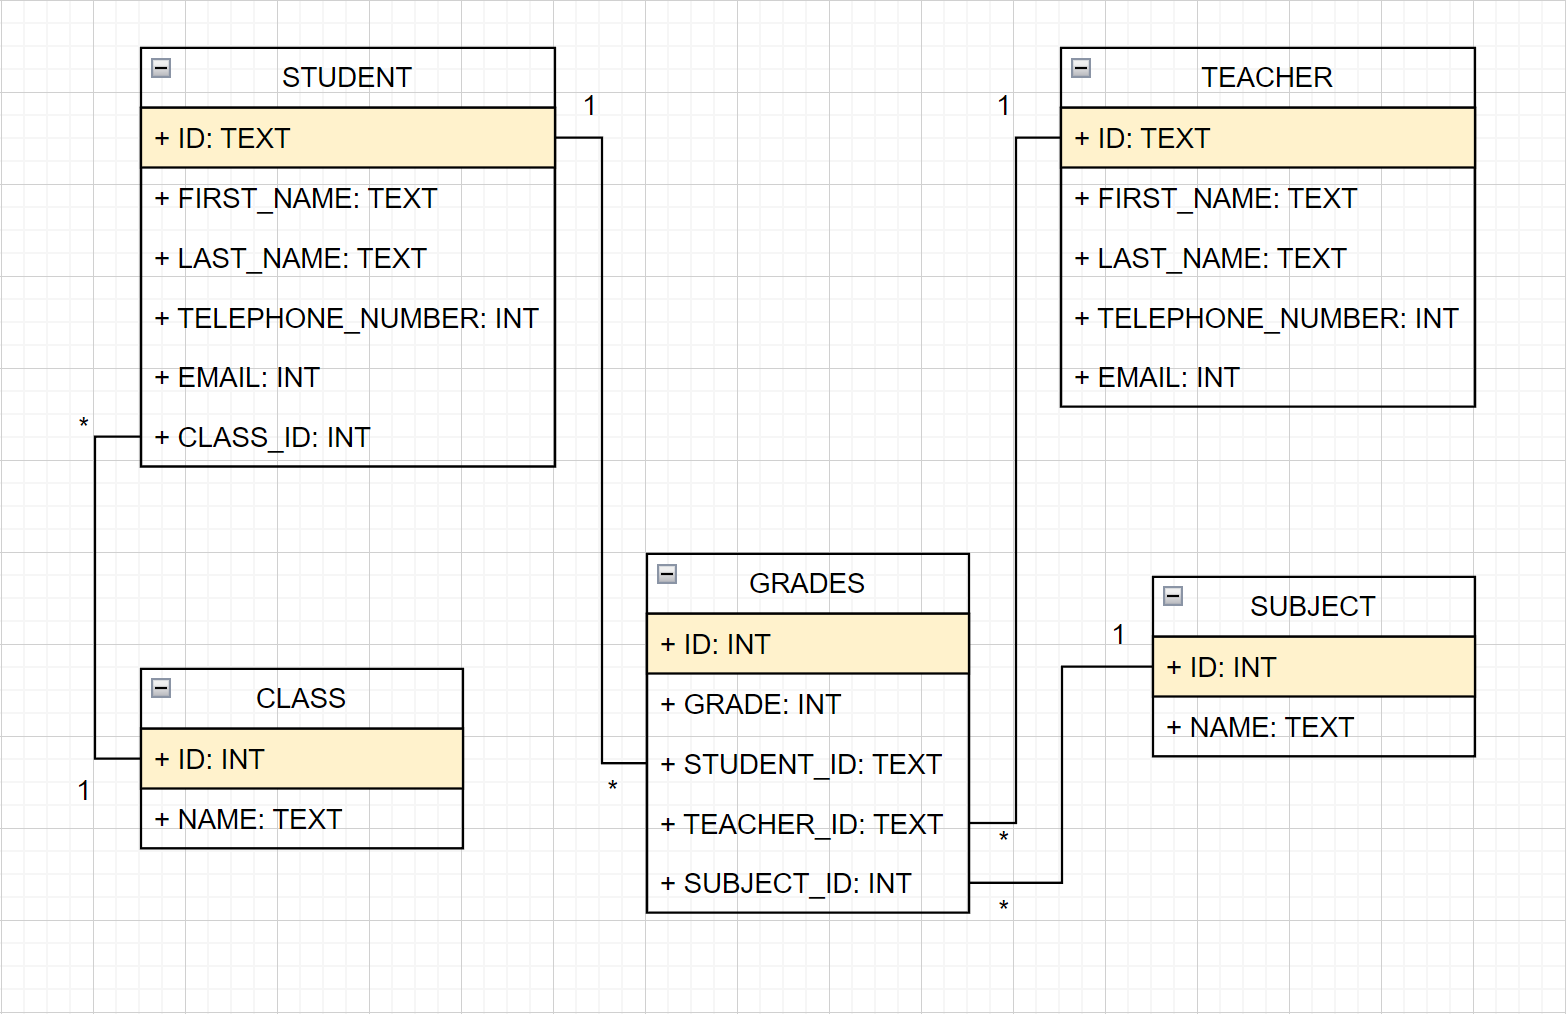 STUDENT
1
+ ID: TEXT
+ FIRST_NAME: TEXT
+ LAST_NAME: TEXT
+ TELEPHONE_NUMBER: INT
+ EMAIL: INT
*
+ CLASS_ID: INT
TEACHER
1
+ ID: TEXT
+ FIRST_NAME: TEXT
+ LAST_NAME: TEXT
+ TELEPHONE_NUMBER: INT
+ EMAIL: INT
CLASS
+ ID: INT
1
+ NAME: TEXT
GRADES
+ ID: INT
+ GRADE: INT
+ STUDENT_ID: TEXT
*
+ TEACHER_ID: TEXT
*
+ SUBJECT_ID: INT
*
SUBJECT
1
+ ID: INT
+ NAME: TEXT